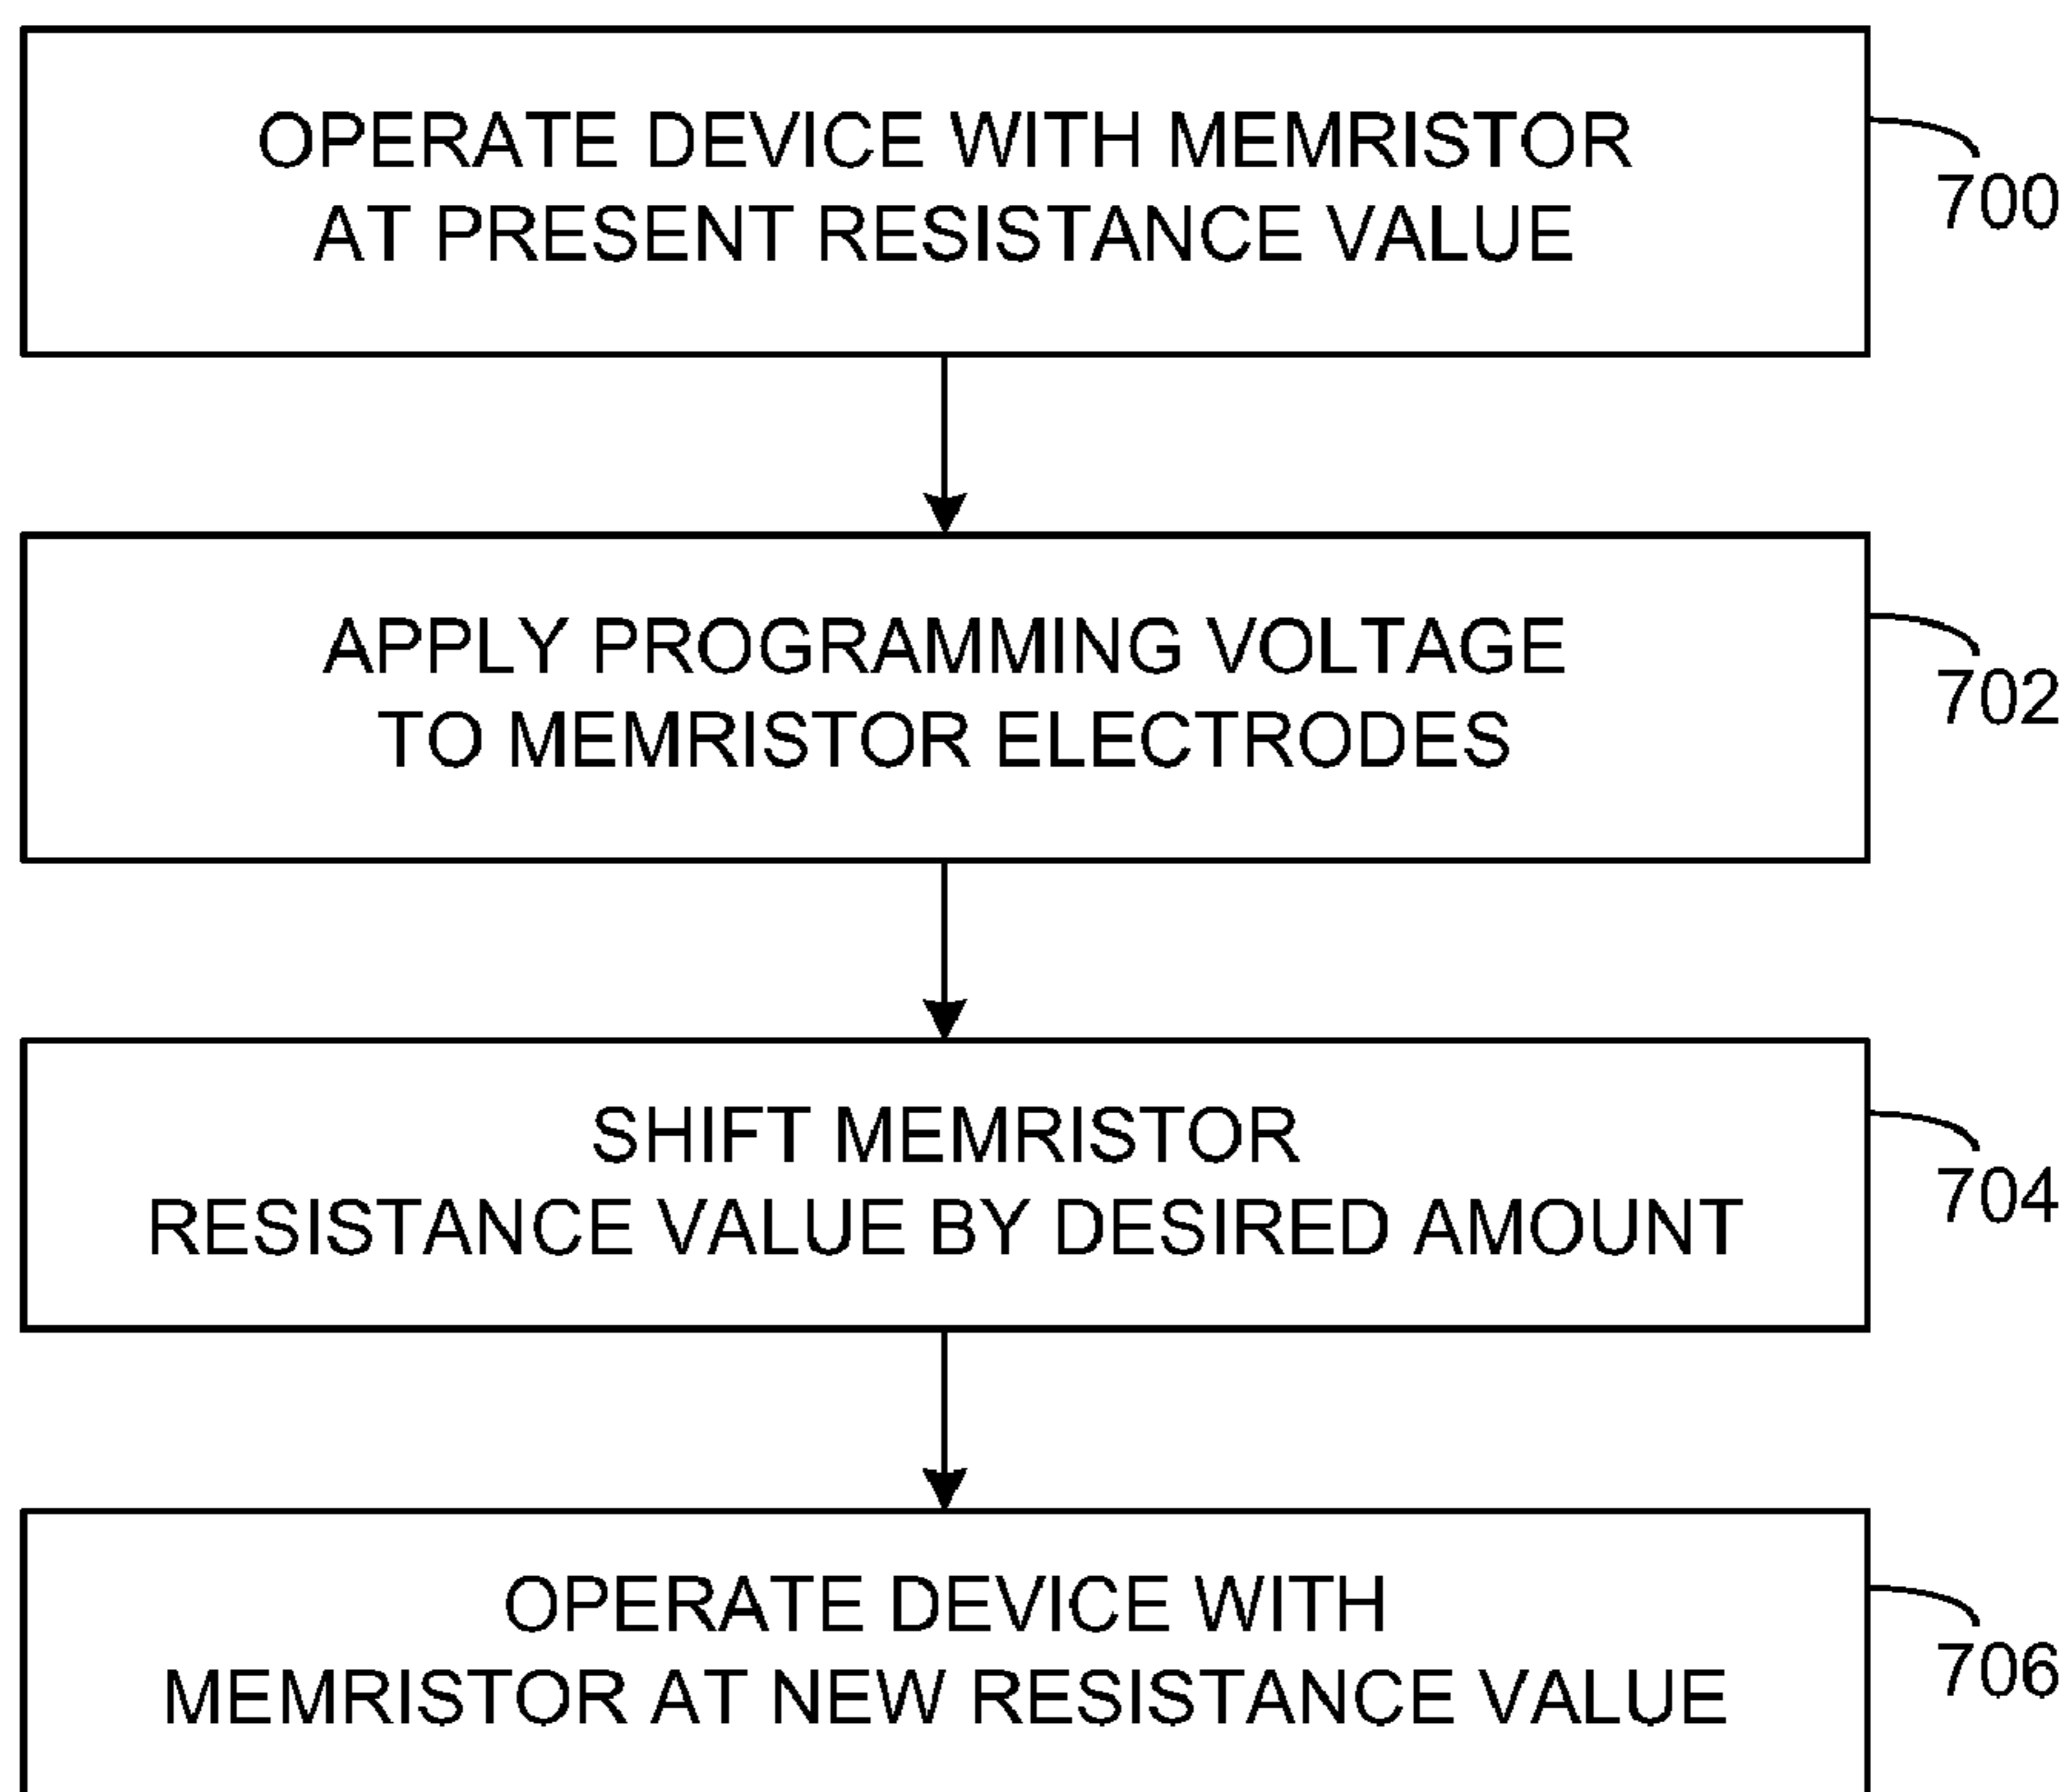 OPERATE DEVICE WITH MEMRISTOR
AT PRESENT RESISTANCE VALUE
700
APPLY PROGRAMMING VOLTAGE
TO MEMRISTOR ELECTRODES
702
SHIFT MEMRISTOR
RESISTANCE VALUE BY DESIRED AMOUNT
704
OPERATE DEVICE WITH
MEMRISTOR AT NEW RESISTANCE VALUE
706